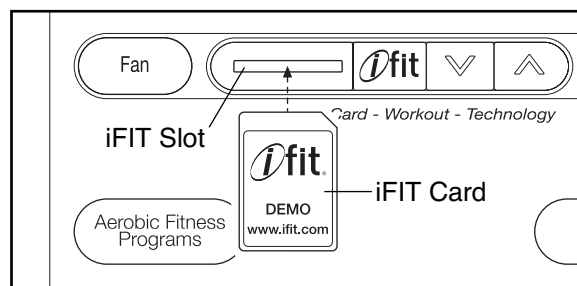 Fan
ifit
iFIT Slot
Card - Workout - Technology
ifit®
iFIT Card
DEMO
www.ifit.com
Aerobic Fitness
Programs